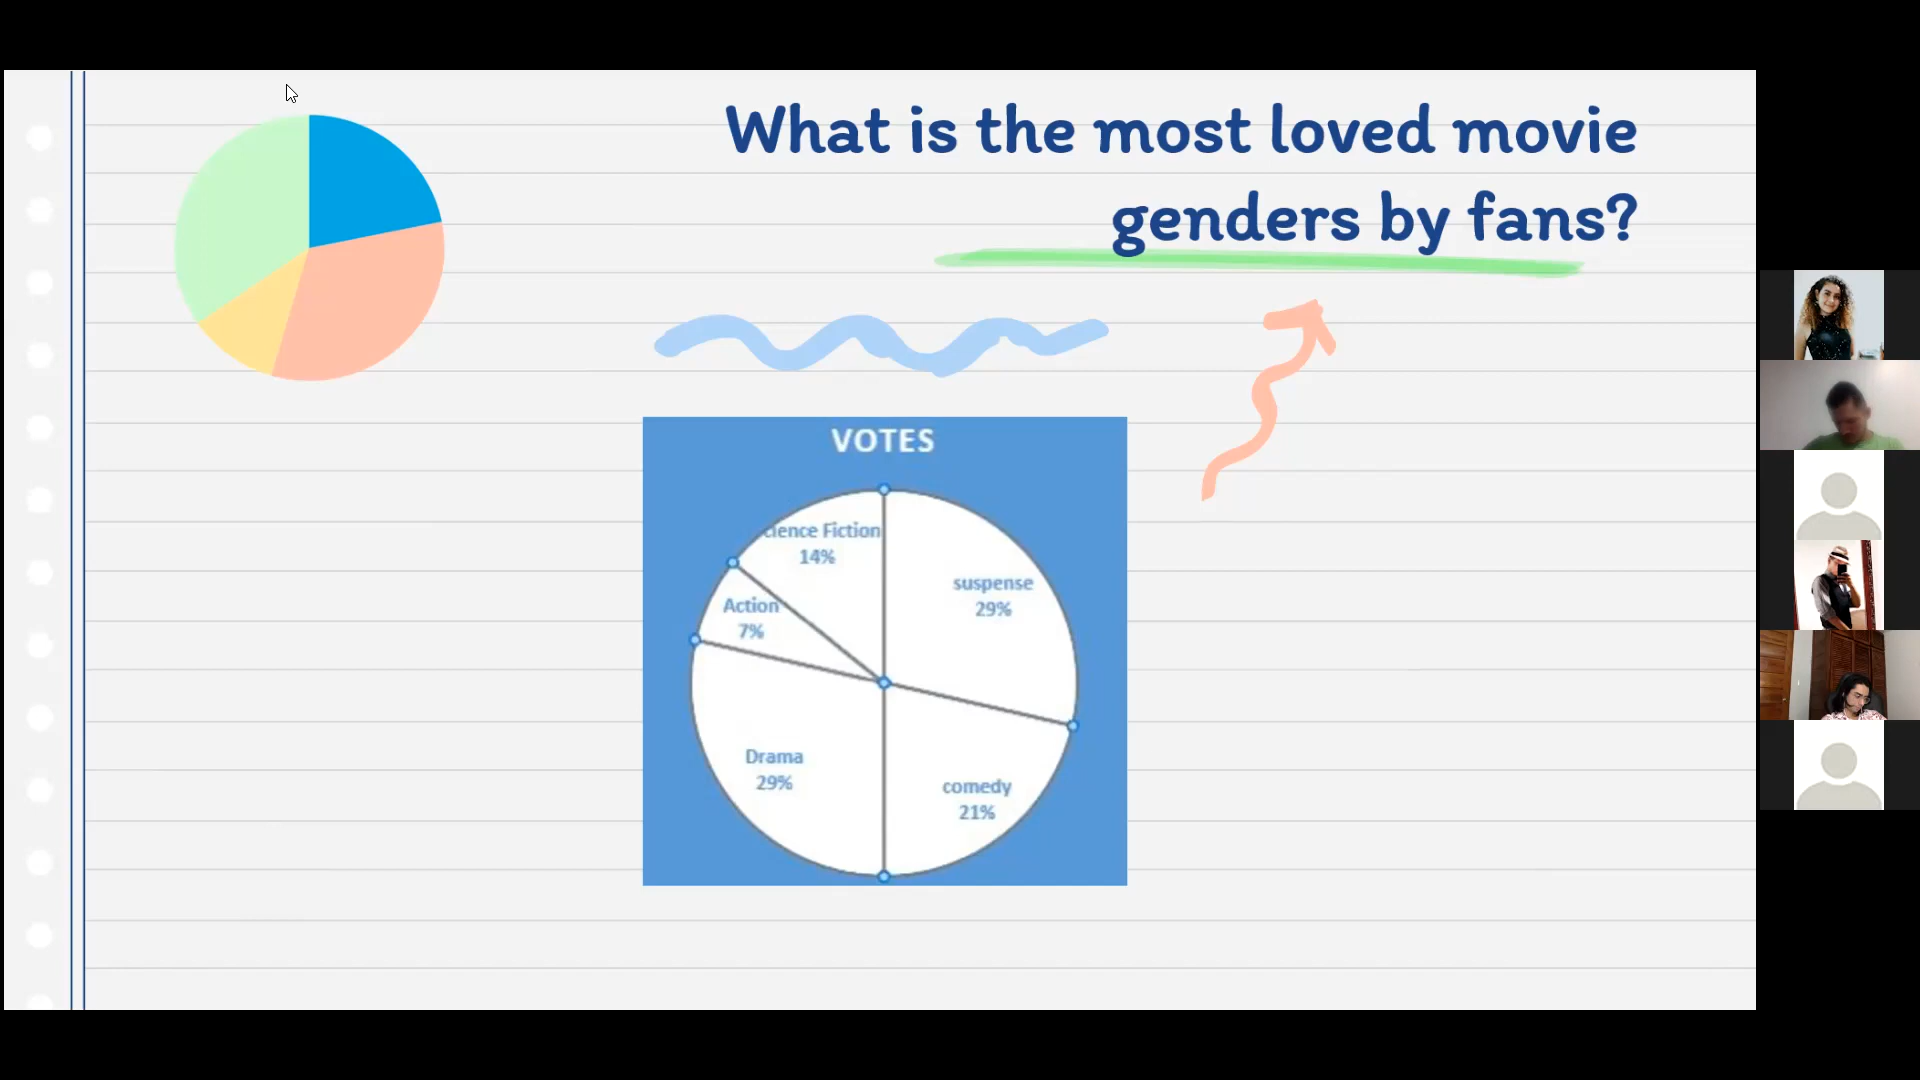 What is the most loved movie
genders by fans?
VOTES
cience Fiction
14%
suspense
29%
Action
7%
Drama
29%
comedy
21%